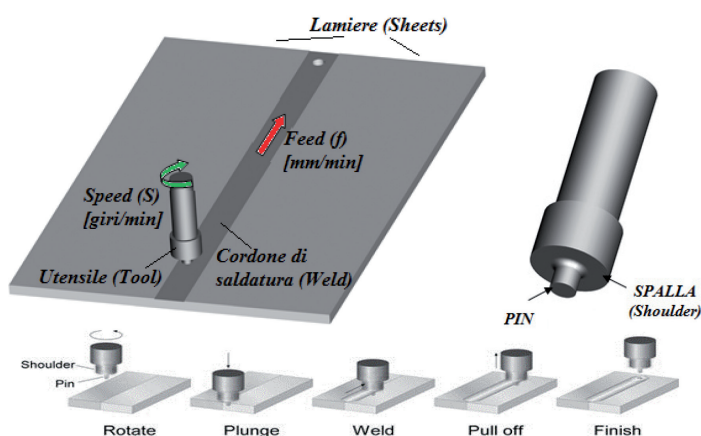 Lamiere (Sheets)
Feed (f)
[mm/min]
Speed (S)
[giri/min]
Cordone di
saldatura (Weld)
Utensile (Tool)
SPALLA
(Shoulder)
PIN
Shoulder
Pin
Rotate
Plunge
Weld
Pull off
Finish